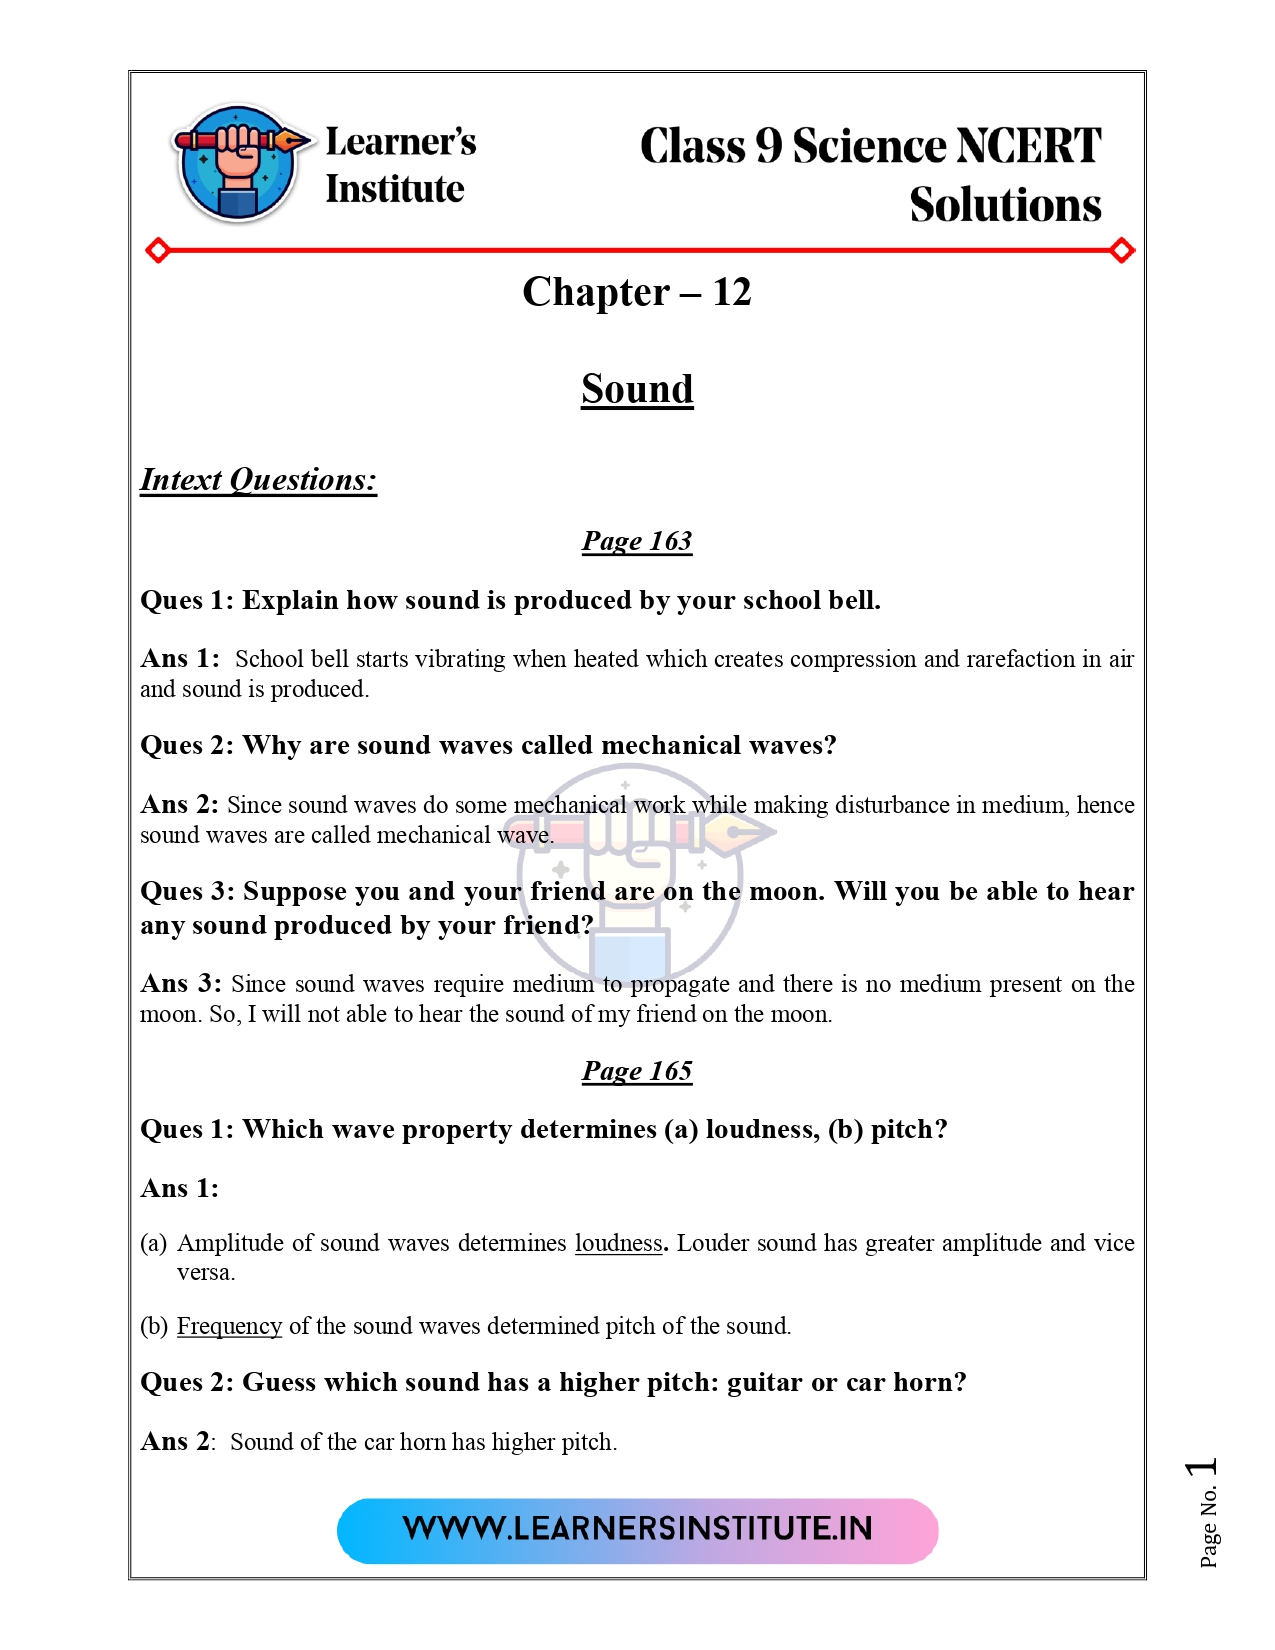 Learner's
Institute
Class 9 Science NCERT
Solutions
Chapter – 12
Sound
Intext Questions:
Page 163
Ques 1: Explain how sound is produced by your school bell.
Ans 1:  School bell starts vibrating when heated which creates compression and rarefaction in air
and sound is produced.
Ques 2: Why are sound waves called mechanical waves?
Ans 2: Since sound waves do some mechanical work while making disturbance in medium, hence
sound waves are called mechanical wave.
Ques 3: Suppose you and your friend are on the moon. Will you be able to hear
any sound produced by your friend?
Ans 3: Since sound waves require medium to propagate and there is no medium present on the
moon. So, I will not able to hear the sound of my friend on the moon.
Page 165
Ques 1: Which wave property determines (a) loudness, (b) pitch?
Ans 1:
(a) Amplitude of sound waves determines loudness. Louder sound has greater amplitude and vice
versa.
(b) Frequency of the sound waves determined pitch of the sound.
Ques 2: Guess which sound has a higher pitch: guitar or car horn?
Ans 2:  Sound of the car horn has higher pitch.
WWW.LEARNERSINSTITUTE.IN
Page No. 1